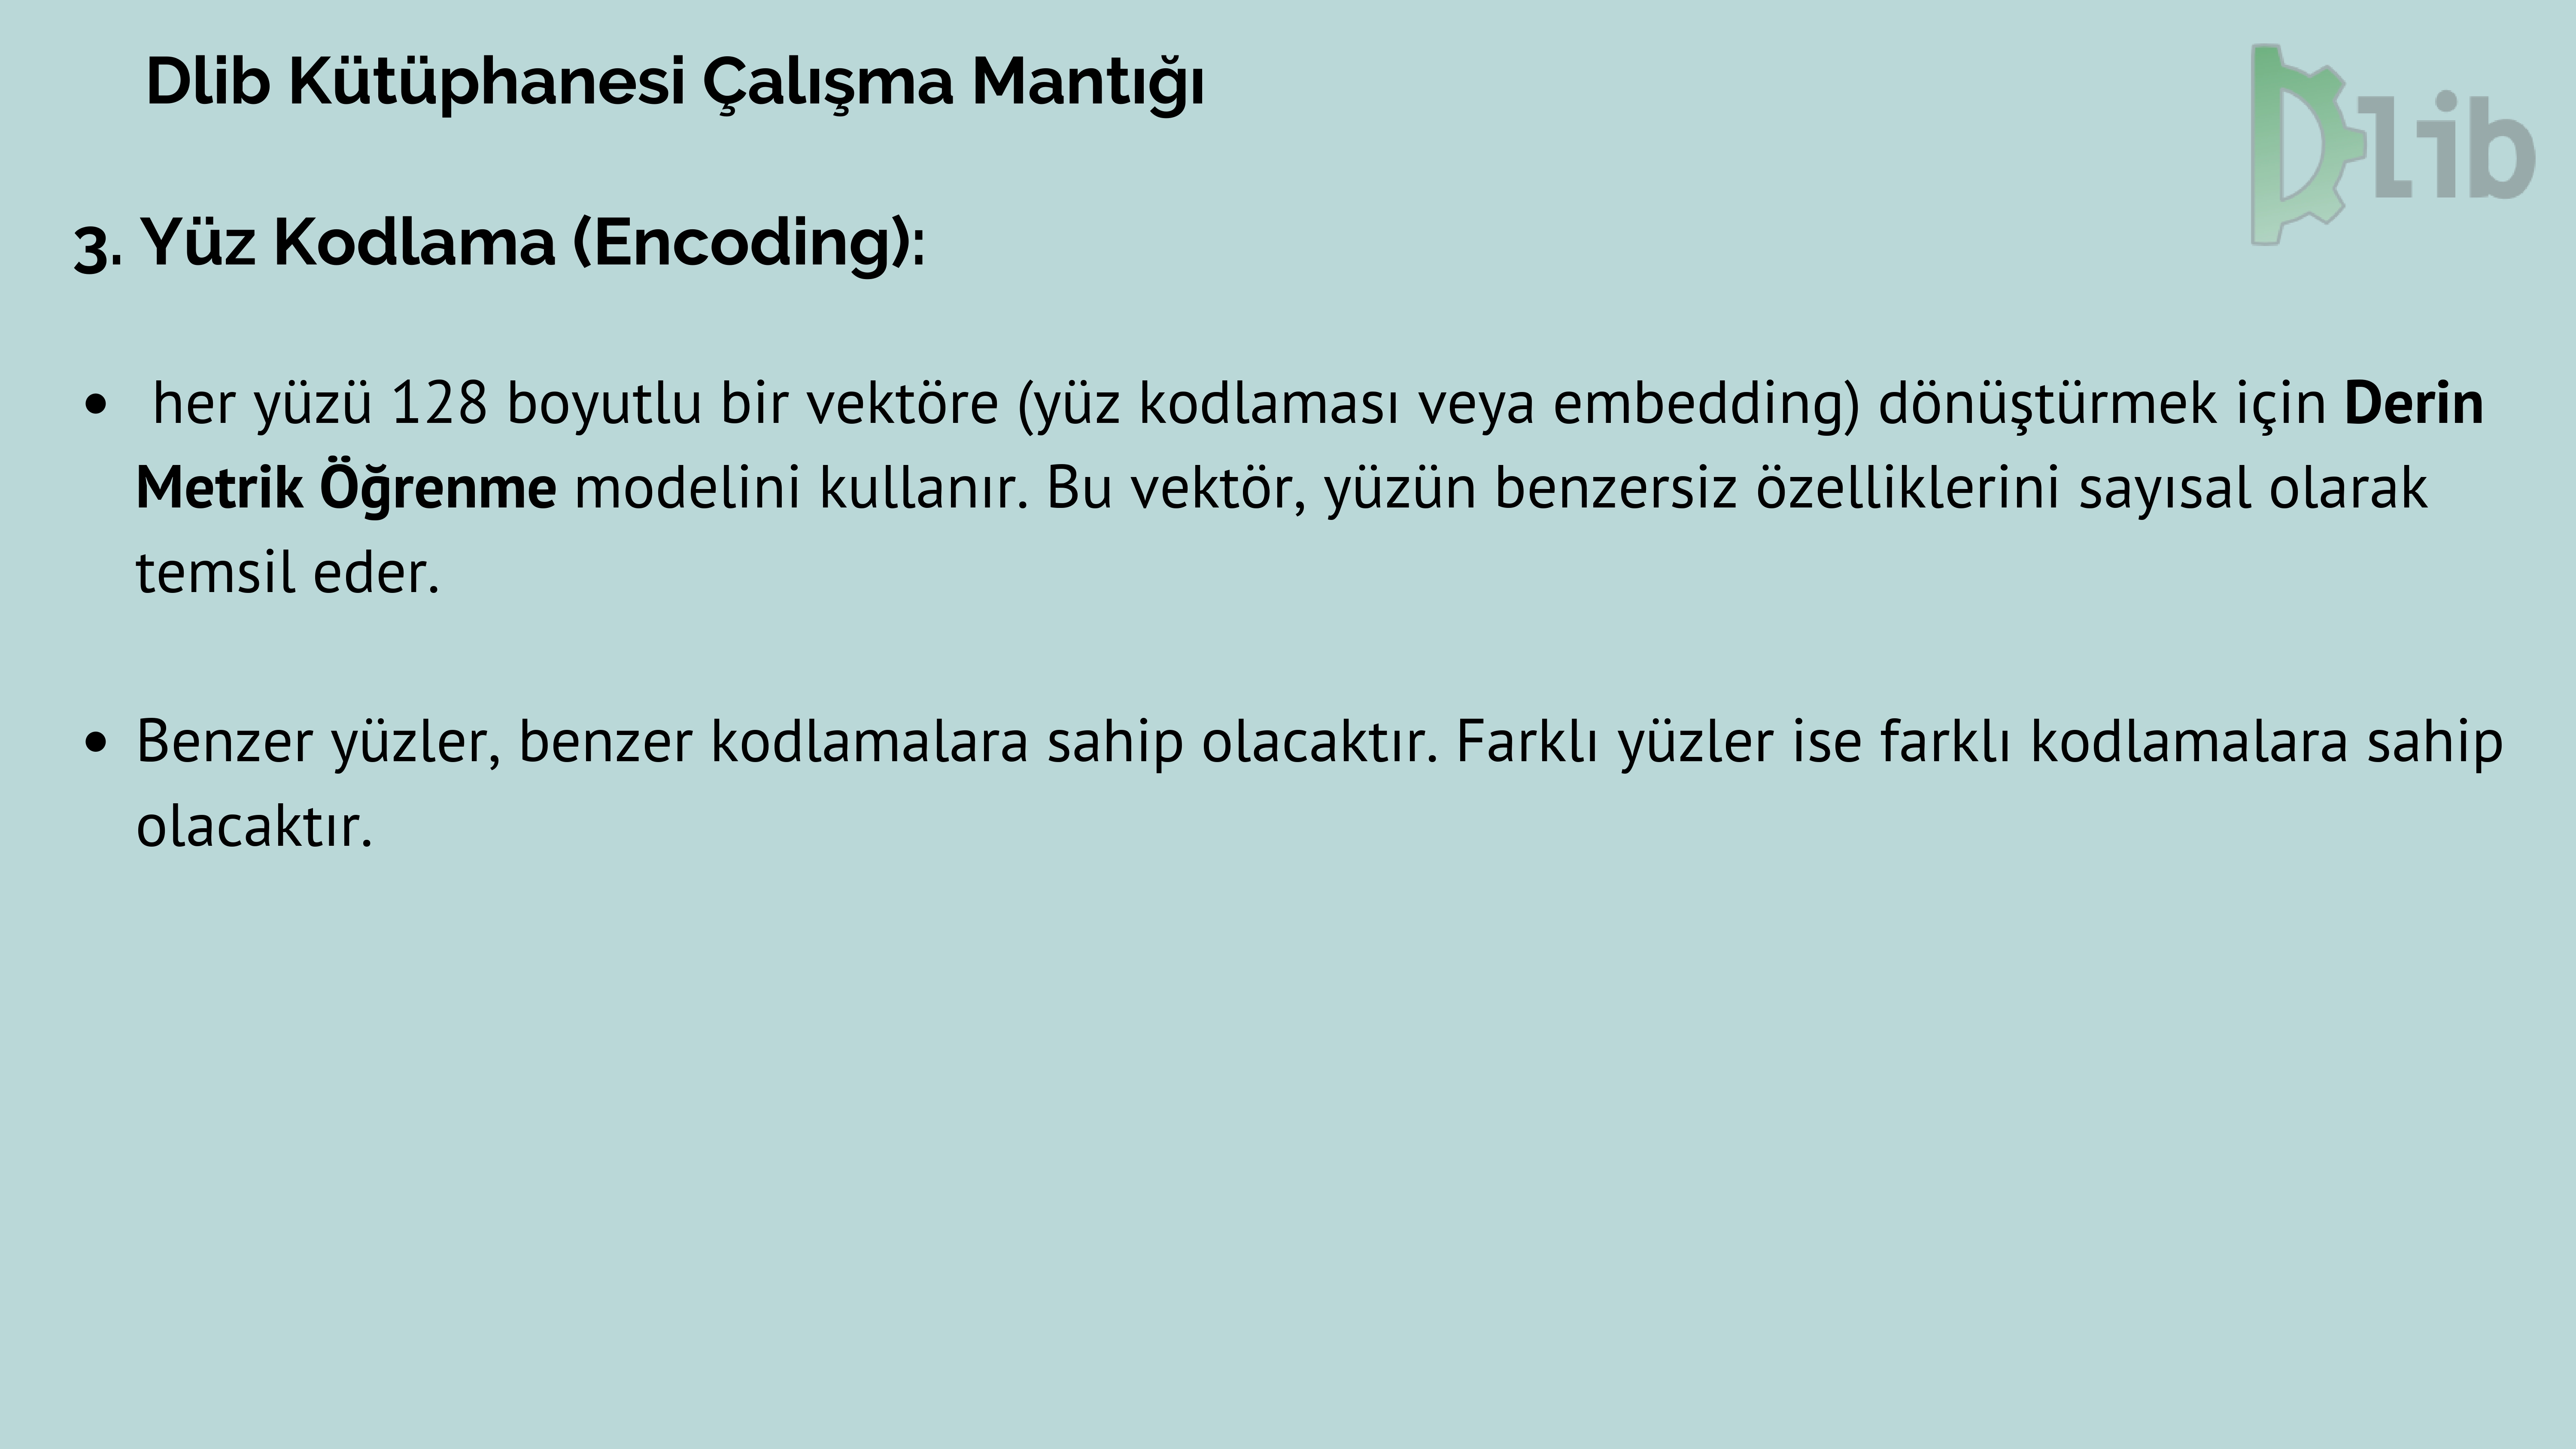 Dlib Kütüphanesi Çalışma Mantığı
Dlib
3. Yüz Kodlama (Encoding):
• her yüzü 128 boyutlu bir vektöre (yüz kodlaması veya embedding) dönüştürmek için Derin
Metrik Öğrenme modelini kullanır. Bu vektör, yüzün benzersiz özelliklerini sayısal olarak
temsil eder.
• Benzer yüzler, benzer kodlamalara sahip olacaktır. Farklı yüzler ise farklı kodlamalara sahip
olacaktır.